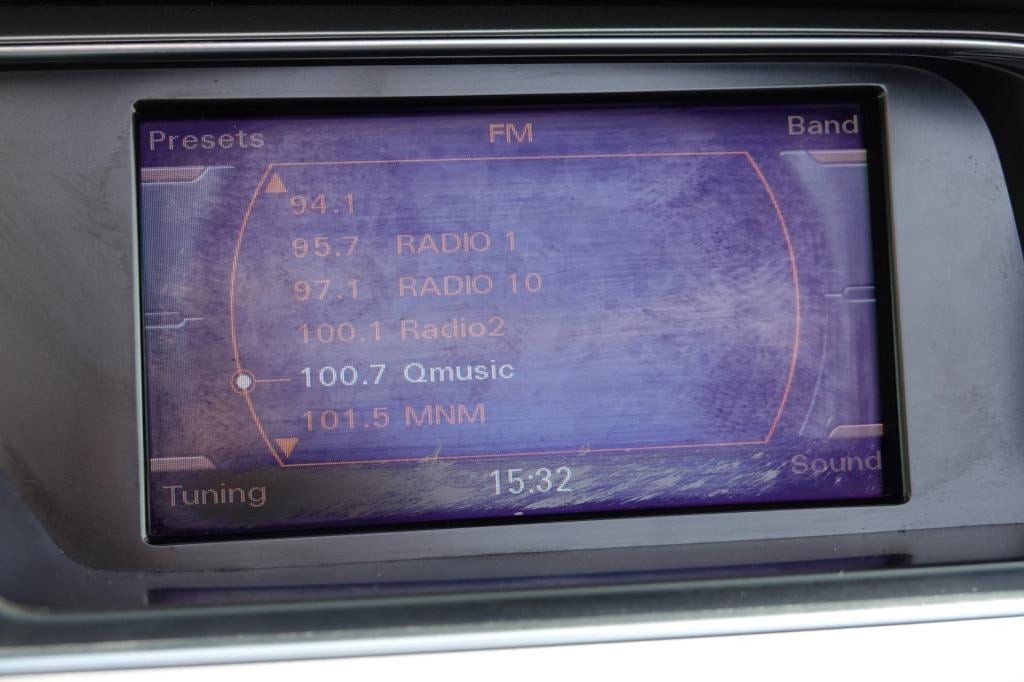 Presets FM Band
94.1
95.7 RADIO 1
97.1 RADIO 10
100.1 Radio2
100.7 Qmusic
101.5 MNM
Tuning 15:32 Sound